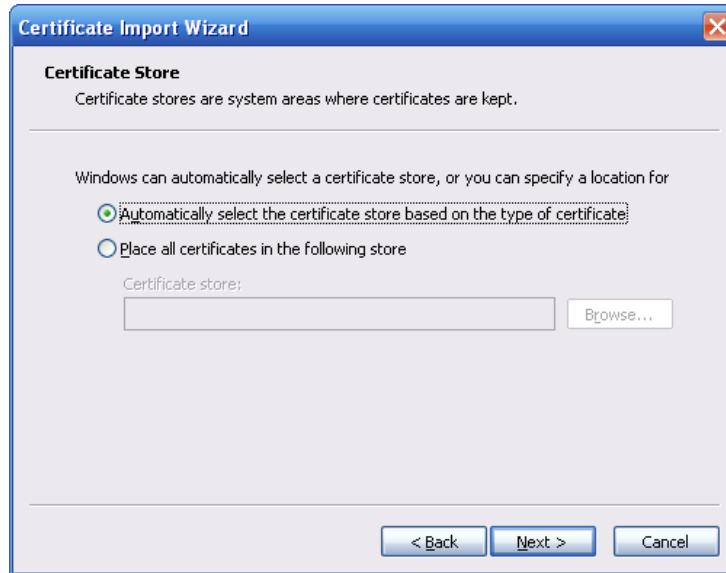 Certificate Import Wizard
Certificate Store
Certificate stores are system areas where certificates are kept.
Windows can automatically select a certificate store, or you can specify a location for
Automatically select the certificate store based on the type of certificate
Place all certificates in the following store
Certificate store:
Browse...
< Back
Next >
Cancel